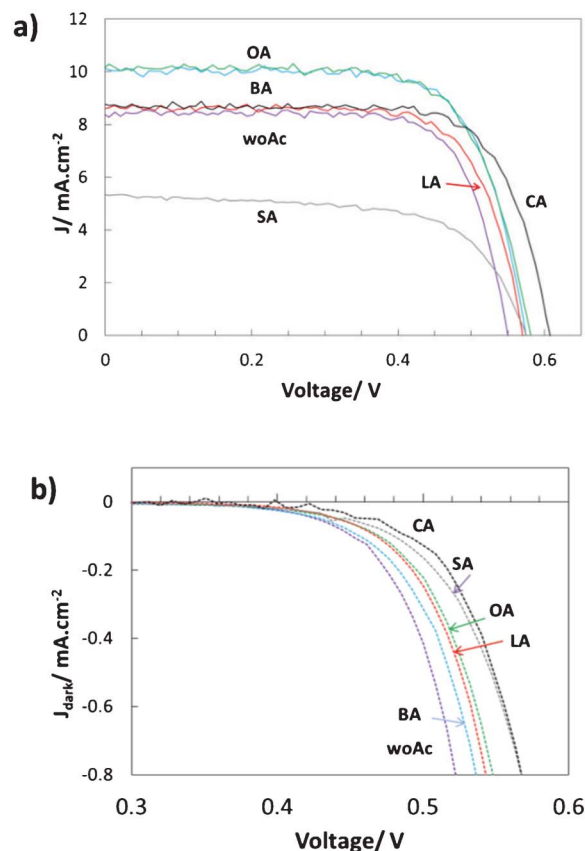 a)
J/ mA.cm-2
12
10
8
6
4
2
0
OA
BA
woAc
SA
LA
CA
0
0.2
0.4
0.6
Voltage/ V
b)
Jdark/ mA.cm-2
0
-0.2
-0.4
-0.6
-0.8
CA
SA
OA
LA
BA
woAc
0.3
0.4
0.5
0.6
Voltage/ V